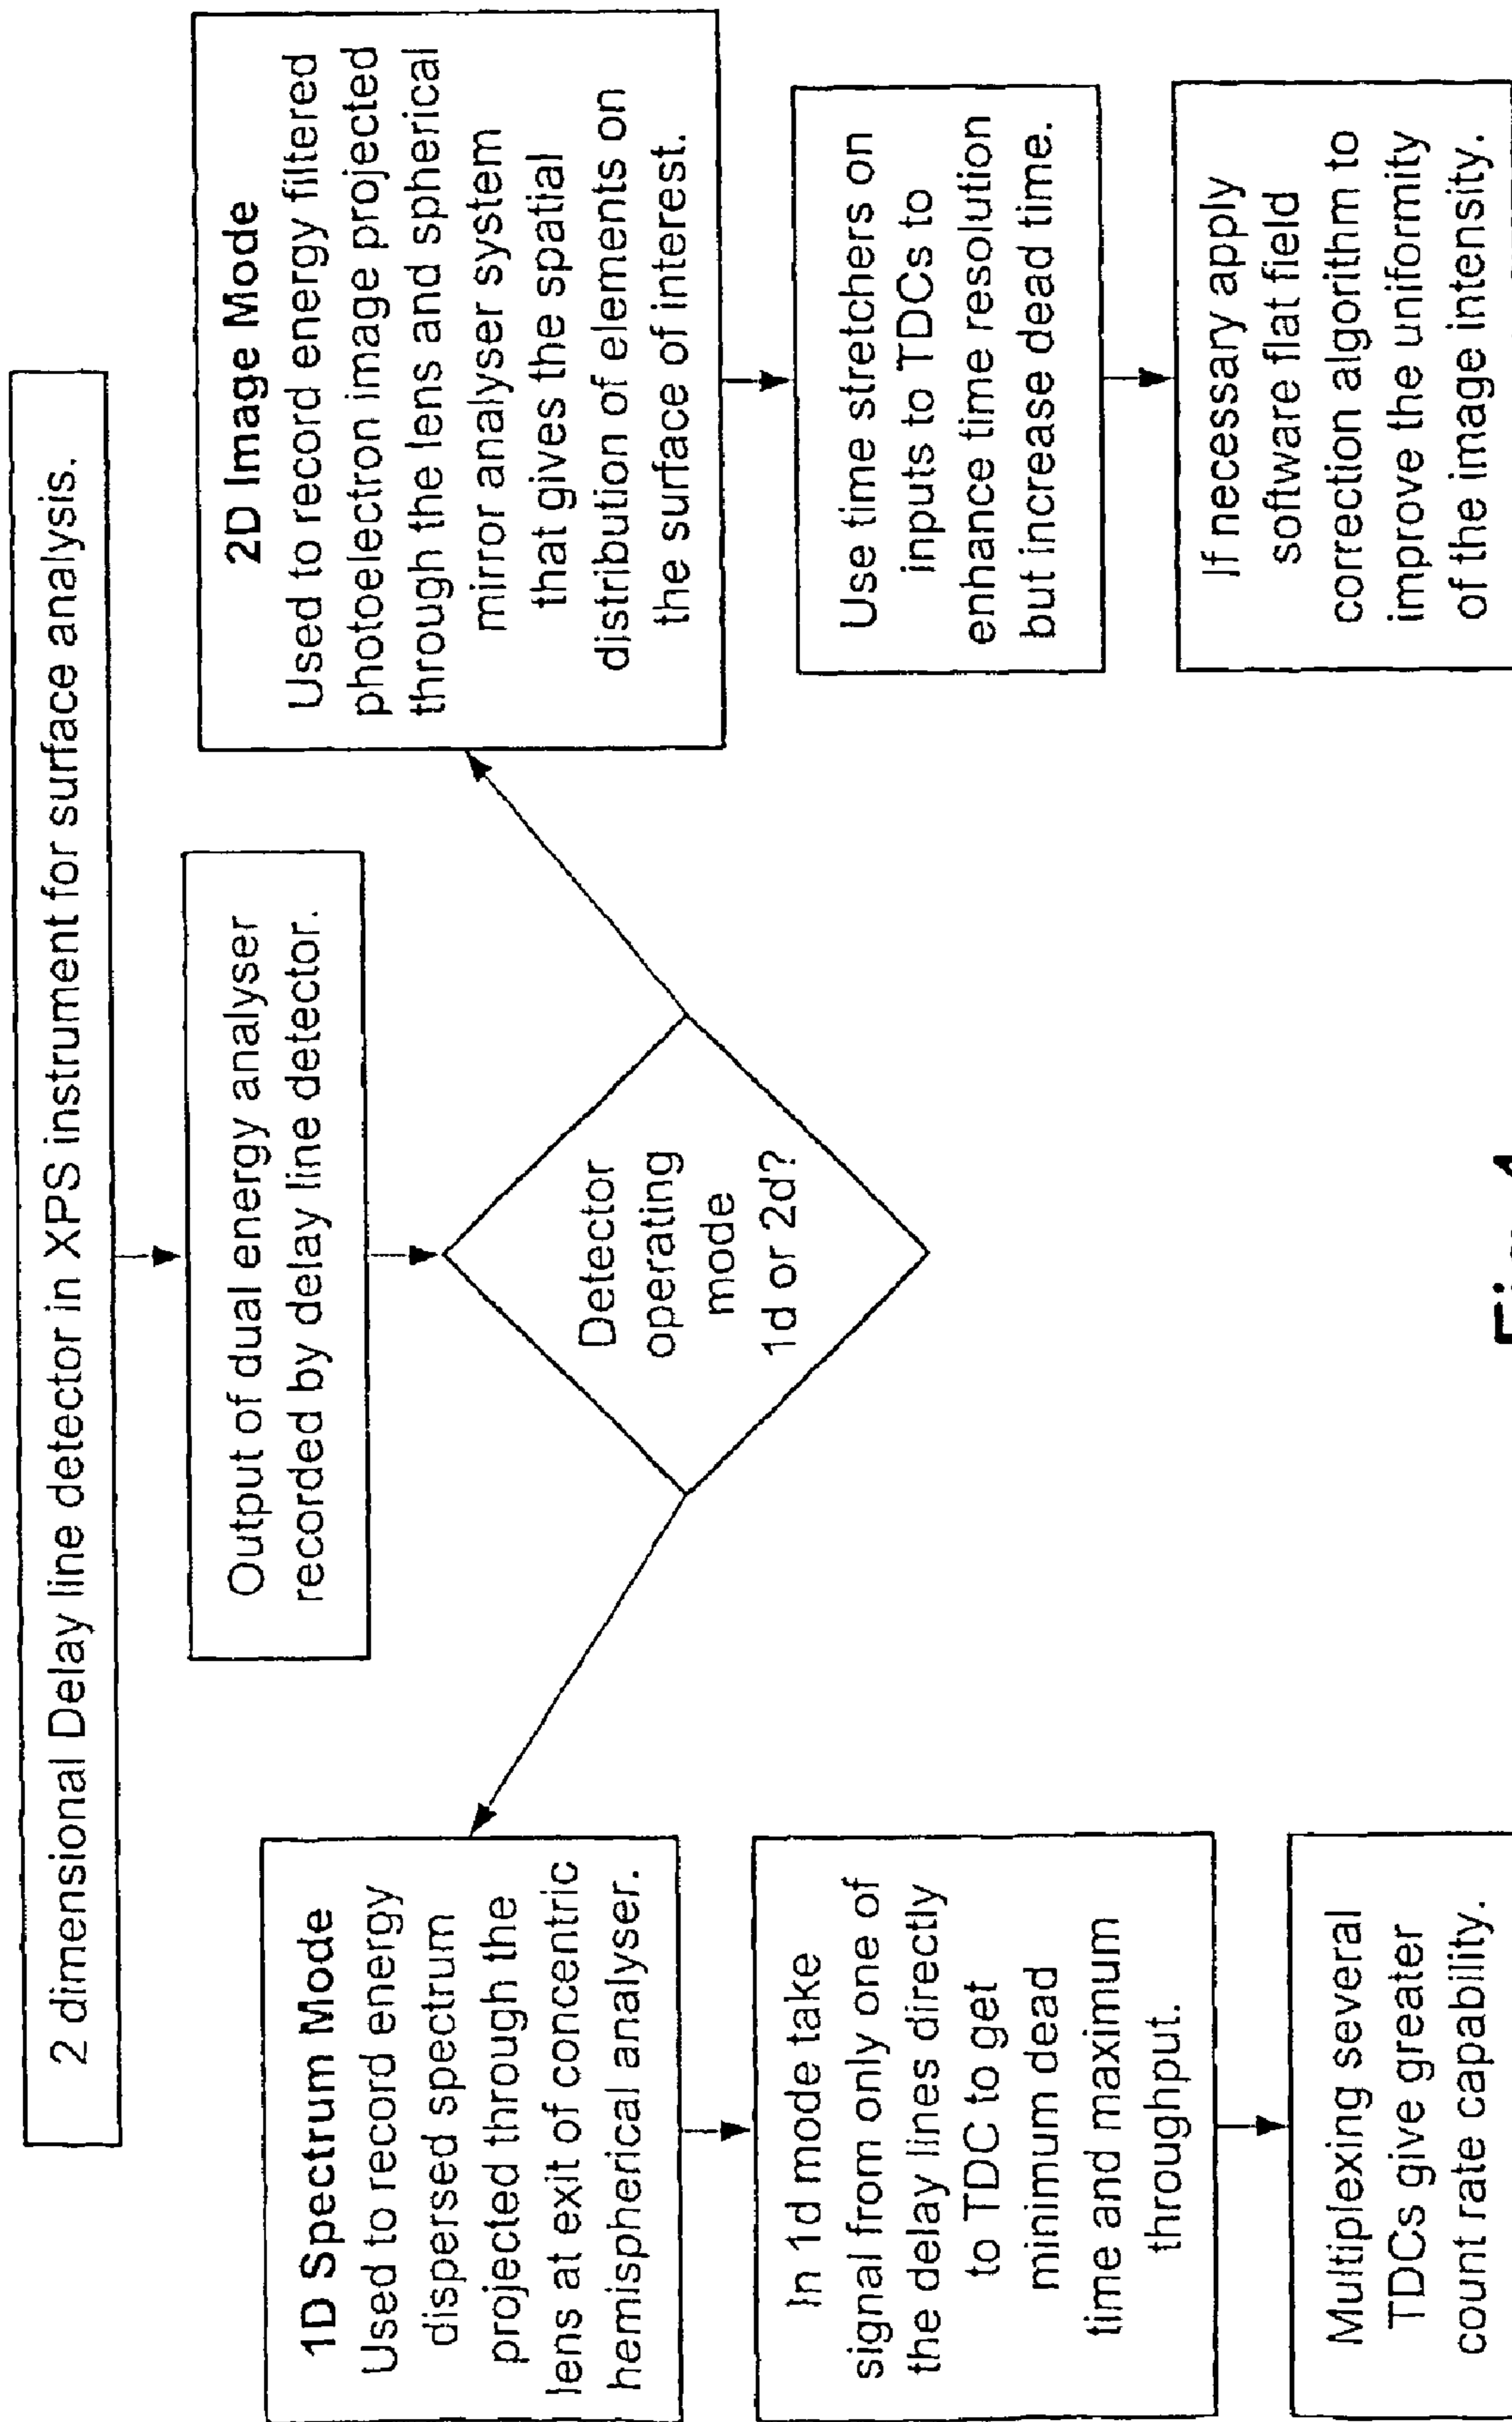 2 dimensional Delay line detector in XPS instrument for surface analysis.
Output of dual energy analyser
recorded by delay line detector.
Detector
operating
mode
1d or 2d?
1D Spectrum Mode
Used to record energy
dispersed spectrum
projected through the
lens at exit of concentric
hemispherical analyser.
In 1d mode take
signal from only one of
the delay lines directly
to TDC to get
minimum dead
time and maximum
throughput.
Multiplexing several
TDCs give greater
count rate capability.
2D Image Mode
Used to record energy filtered
photoelectron image projected
through the lens and spherical
mirror analyser system
that gives the spatial
distribution of elements on
the surface of interest.
Use time stretchers on
inputs to TDCs to
enhance time resolution
but increase dead time.
If necessary apply
software flat field
correction algorithm to
improve the uniformity
of the image intensity.